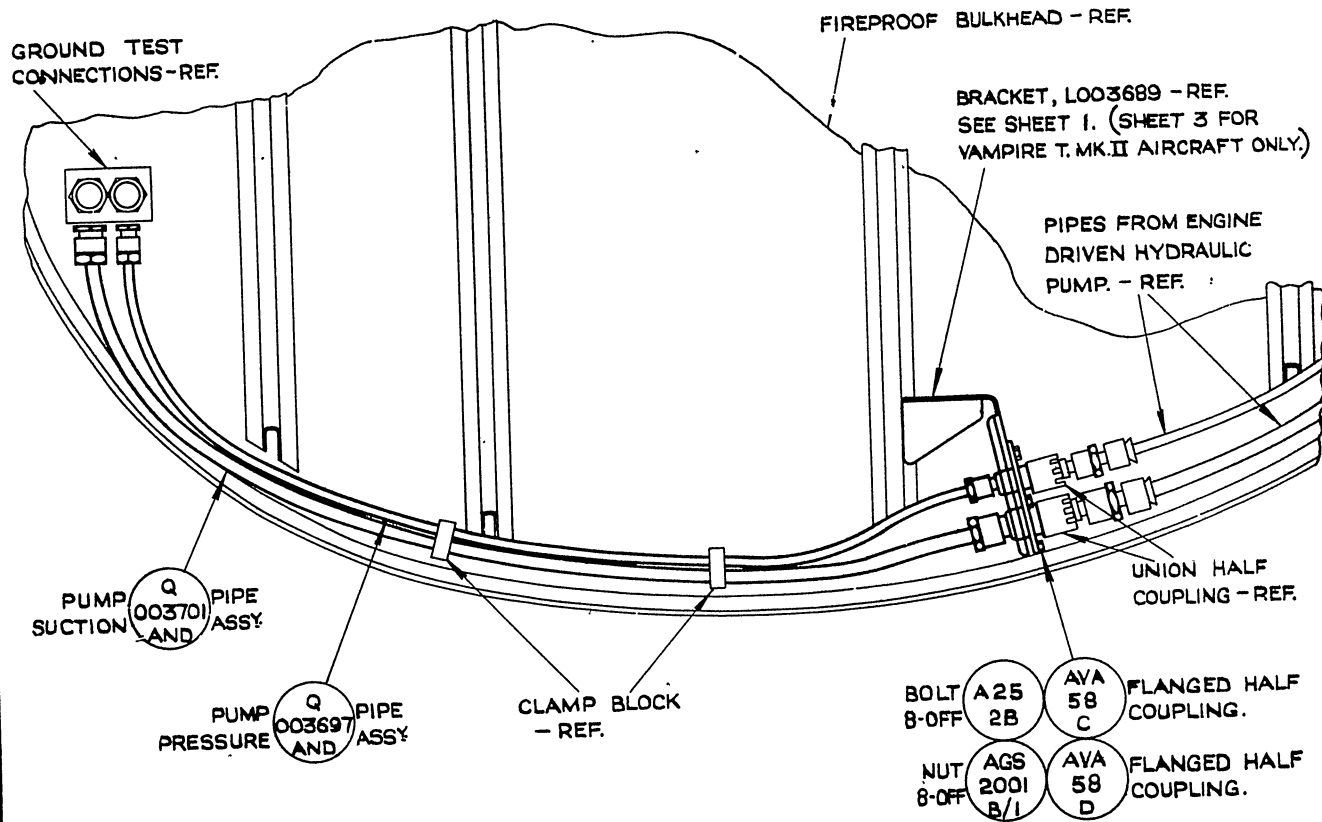 GROUND TEST
CONNECTIONS-REF.
FIREPROOF BULKHEAD - REF.
BRACKET, L003689 - REF.
SEE SHEET 1. (SHEET 3 FOR
VAMPIRE T. MK.II AIRCRAFT ONLY.)
PIPES FROM ENGINE
DRIVEN HYDRAULIC
PUMP. - REF.
UNION HALF
COUPLING - REF.
PUMP
SUCTION
Q
003701
AND
PIPE
ASSY.
PUMP
PRESSURE
Q
003697
AND
PIPE
ASSY.
CLAMP BLOCK
- REF.
BOLT
8-OFF
A25
2B
AVA
58
C
FLANGED HALF
COUPLING.
NUT
8-OFF
AGS
2001
B/1
AVA
58
D
FLANGED HALF
COUPLING.